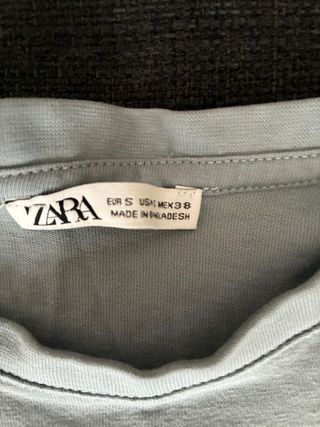 ZARA
EUR S USA S MEX 38
MADE IN BANGLADESH